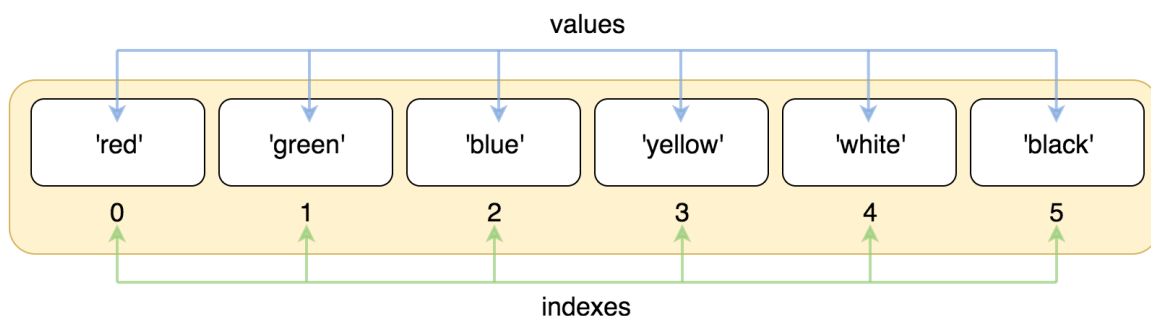 values
'red' 'green' 'blue' 'yellow' 'white' 'black'
0 1 2 3 4 5
indexes